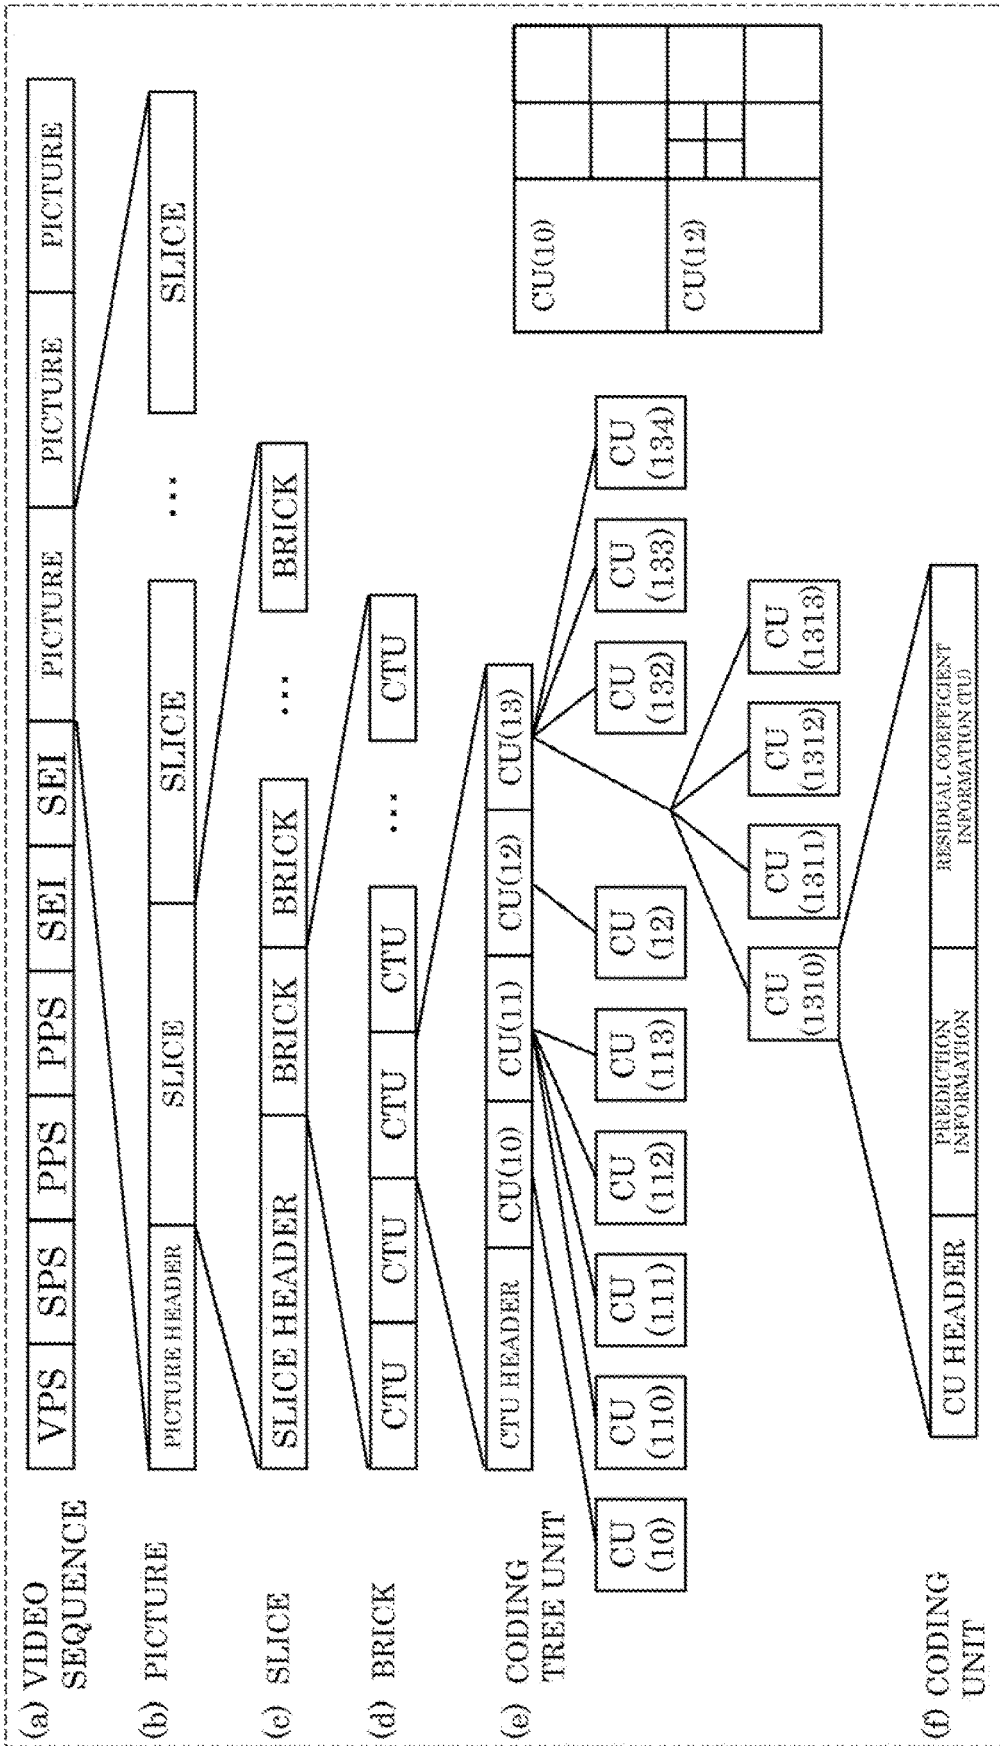 (a) VIDEO
SEQUENCE
VPS SPS PPS PPS SEI SEI PICTURE PICTURE PICTURE
(b) PICTURE
PICTURE HEADER SLICE SLICE ... SLICE
(c) SLICE
SLICE HEADER BRICK BRICK ... BRICK
(d) BRICK
CTU CTU CTU CTU ... CTU
(e) CODING
TREE UNIT
CTU HEADER CU(10) CU(11) CU(12) CU(13)
CU
(10)
CU
(110)
CU
(111)
CU
(112)
CU
(113)
CU
(12)
CU
(132)
CU
(133)
CU
(134)
CU
(1310)
CU
(1311)
CU
(1312)
CU
(1313)
CU(10)
CU(12)
(f) CODING
UNIT
CU HEADER
PREDICTION
INFORMATION
RESIDUAL COEFFICIENT
INFORMATION (TU)